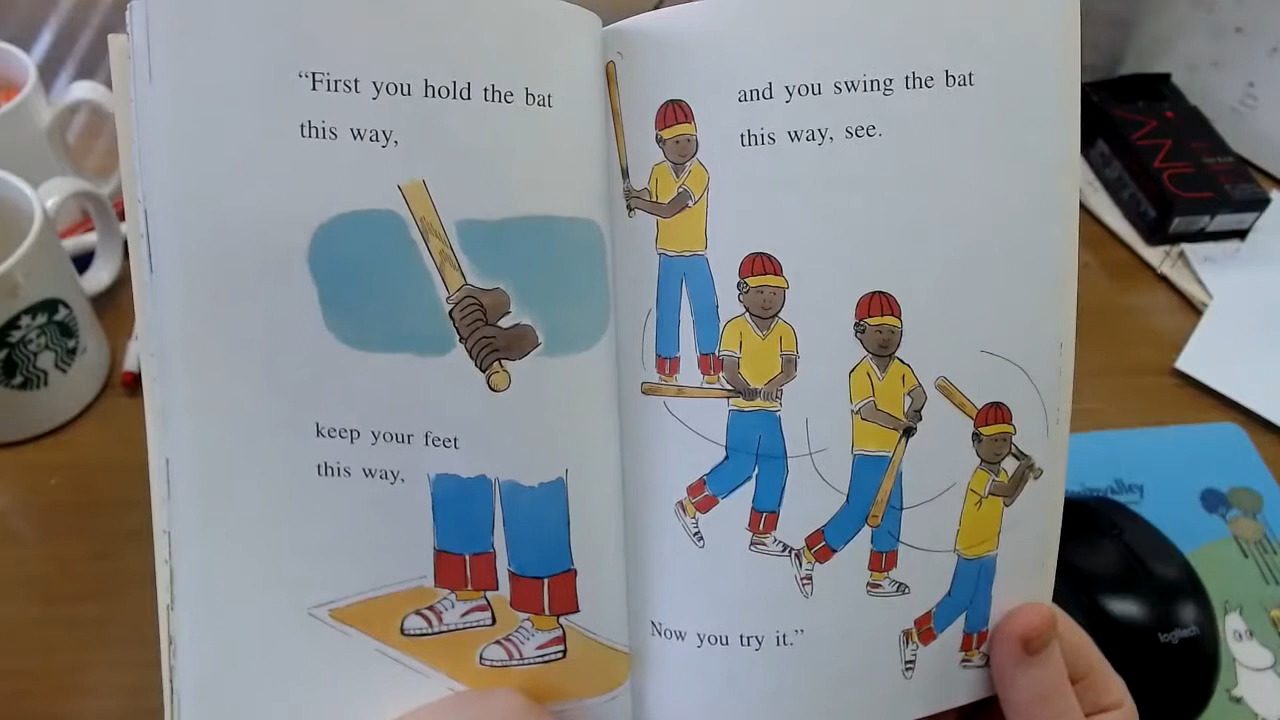 “First you hold the bat
this way,
keep your feet
this way,
and you swing the bat
this way, see.
Now you try it.”
logitech